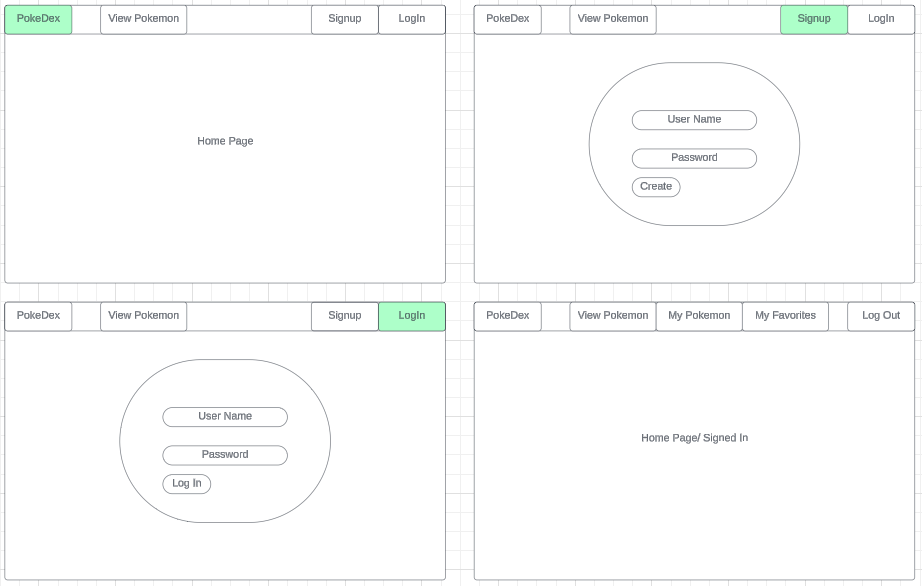 PokeDex View Pokemon Signup LogIn
Home Page
PokeDex View Pokemon Signup LogIn
User Name
Password
Create
PokeDex View Pokemon Signup LogIn
User Name
Password
Log In
PokeDex View Pokemon My Pokemon My Favorites Log Out
Home Page/ Signed In